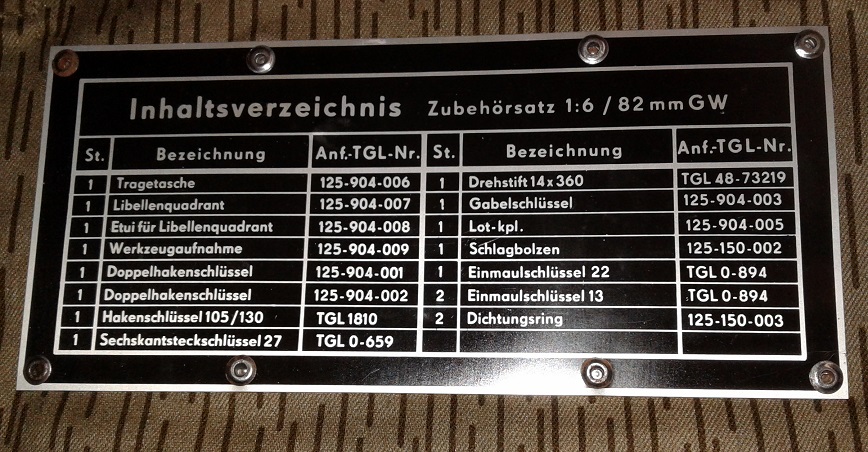 Inhaltsverzeichnis Zubehörsatz 1:6 / 82 mm GW
St. Bezeichnung Anf.-TGL-Nr. St. Bezeichnung Anf.-TGL-Nr.
1 Tragetasche 125-904-006 1 Drehstift 14x360 TGL 48-73219
1 Libellenquadrant 125-904-007 1 Gabelschlüssel 125-904-003
1 Etui für Libellenquadrant 125-904-008 1 Lot-kpl. 125-904-005
1 Werkzeugaufnahme 125-904-009 1 Schlagbolzen 125-150-002
1 Doppelhakenschlüssel 125-904-001 1 Einmaulschlüssel 22 TGL 0-894
1 Doppelhakenschlüssel 125-904-002 2 Einmaulschlüssel 13 TGL 0-894
1 Hakenschlüssel 105/130 TGL 1810 2 Dichtungsring 125-150-003
1 Sechskantsteckschlüssel 27 TGL 0-659